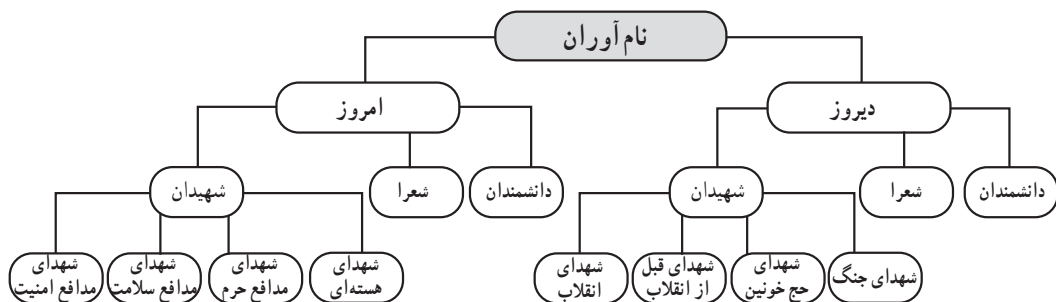 نام‌آوران
دیروز
امروز
دانشمندان
شعرا
شهیدان
دانشمندان
شعرا
شهیدان
شهدای جنگ
شهدای
حج خونین
شهدای قبل
از انقلاب
شهدای
انقلاب
شهدای
هسته‌ای
شهدای
مدافع حرم
شهدای
مدافع سلامت
شهدای
مدافع امنیت